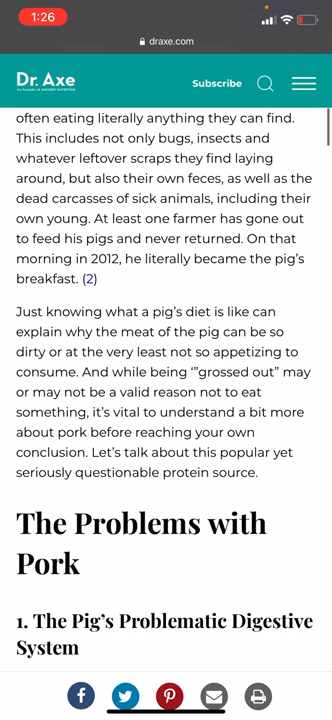 1:26
draxe.com
Dr. Axe
Subscribe
often eating literally anything they can find.
This includes not only bugs, insects and
whatever leftover scraps they find laying
around, but also their own feces, as well as the
dead carcasses of sick animals, including their
own young. At least one farmer has gone out
to feed his pigs and never returned. On that
morning in 2012, he literally became the pig's
breakfast. (2)
Just knowing what a pig's diet is like can
explain why the meat of the pig can be so
dirty or at the very least not so appetizing to
consume. And while being ‘"grossed out" may
or may not be a valid reason not to eat
something, it's vital to understand a bit more
about pork before reaching your own
conclusion. Let's talk about this popular yet
seriously questionable protein source.
The Problems with
Pork
1. The Pig's Problematic Digestive
System